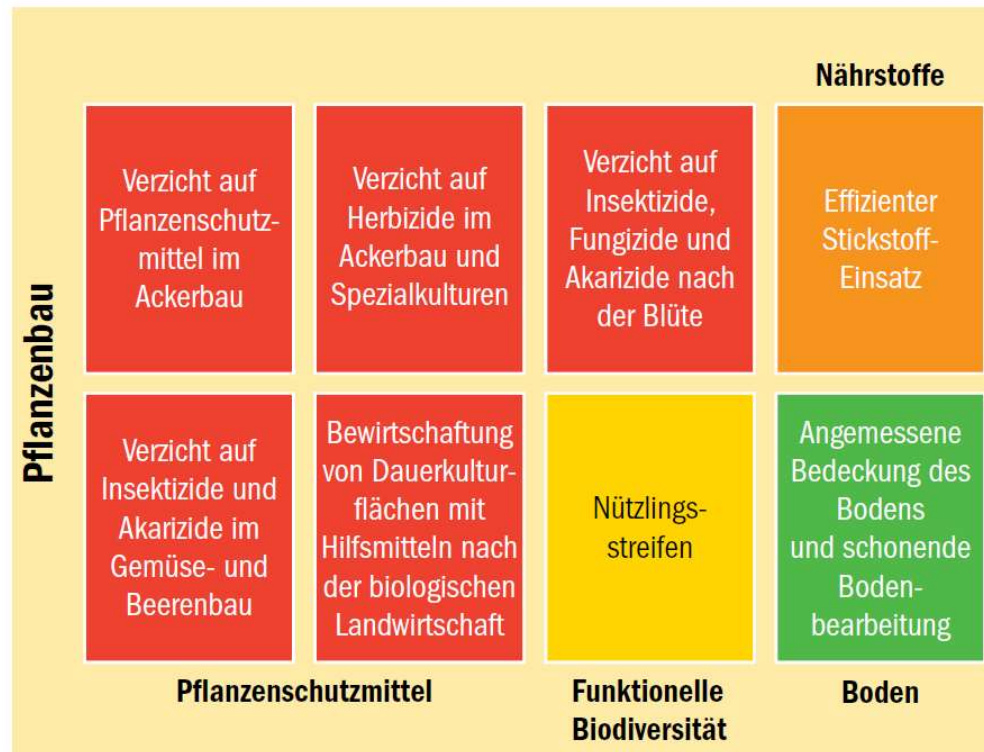 Pflanzenbau
Nährstoffe
Verzicht auf
Pflanzenschutz-
mittel im
Ackerbau
Verzicht auf
Herbizide im
Ackerbau und
Spezialkulturen
Verzicht auf
Insektizide,
Fungizide und
Akarizide nach
der Blüte
Effizienter
Stickstoff-
Einsatz
Verzicht auf
Insektizide und
Akarizide im
Gemüse- und
Beerenbau
Bewirtschaftung
von Dauerkultur-
flächen mit
Hilfsmitteln nach
der biologischen
Landwirtschaft
Nützlings-
streifen
Angemessene
Bedeckung des
Bodens
und schonende
Boden-
bearbeitung
Pflanzenschutzmittel
Funktionelle
Biodiversität
Boden